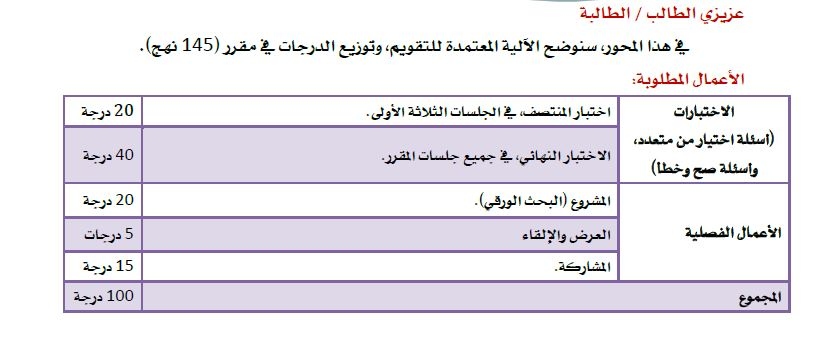 عزيزي الطالب / الطالبة
في هذا المحور، سنوضح الآلية المعتمدة للتقويم، وتوزيع الدرجات في مقرر (145 نهج).
الأعمال المطلوبة:
الاختبارات
(أسئلة اختيار من متعدد، وأسئلة صح وخطأ)
اختبار المنتصف، في الجلسات الثلاثة الأولى. 20 درجة
الاختبار النهائي، في جميع جلسات المقرر. 40 درجة
الأعمال الفصلية
المشروع (البحث الورقي). 20 درجة
العرض والإلقاء 5 درجات
المشاركة. 15 درجة
المجموع 100 درجة